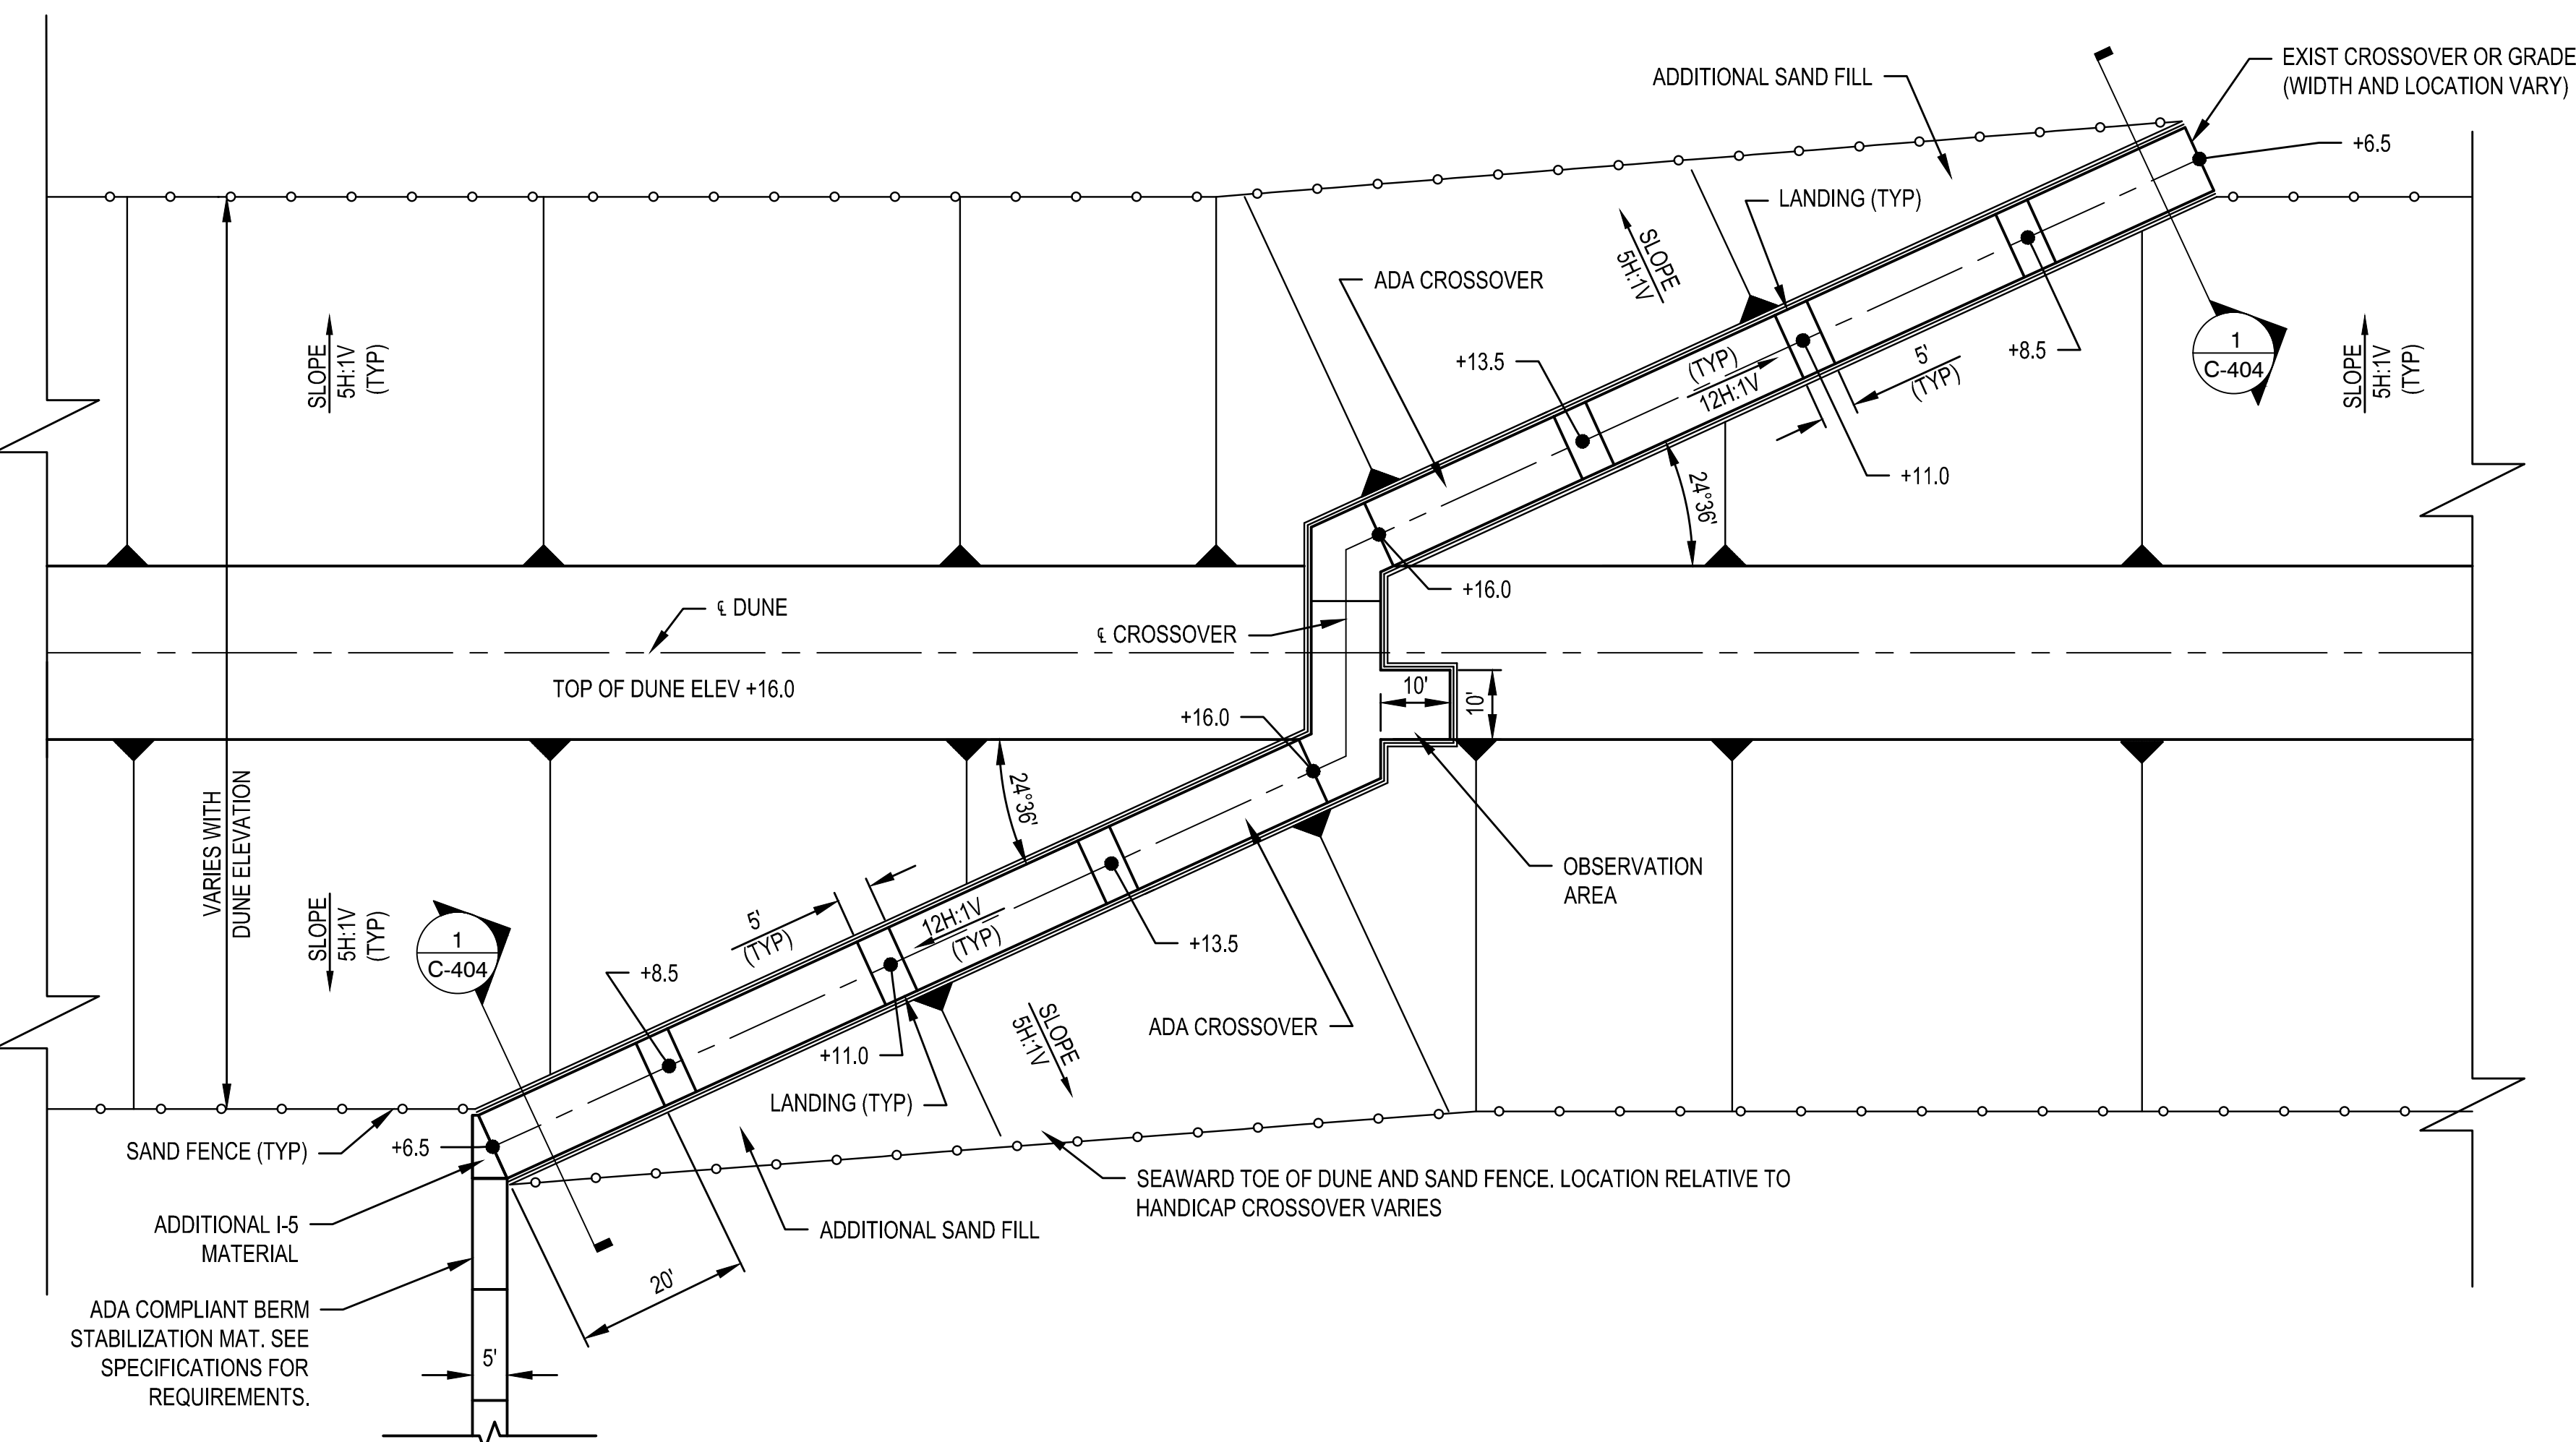 EXIST CROSSOVER OR GRADE
(WIDTH AND LOCATION VARY)
ADDITIONAL SAND FILL
+6.5
LANDING (TYP)
SLOPE
5H:1V
ADA CROSSOVER
+13.5
(TYP)
12H:1V
5'
(TYP)
+8.5
1
C-404
SLOPE
5H:1V
(TYP)
SLOPE
5H:1V
(TYP)
+11.0
24°36'
+16.0
℄ DUNE
℄ CROSSOVER
TOP OF DUNE ELEV +16.0
10'
10'
+16.0
VARIES WITH
DUNE ELEVATION
24°36'
OBSERVATION
AREA
SLOPE
5H:1V
(TYP)
1
C-404
5'
(TYP)
12H:1V
(TYP)
+13.5
+8.5
+11.0
SLOPE
5H:1V
ADA CROSSOVER
LANDING (TYP)
SAND FENCE (TYP)
+6.5
SEAWARD TOE OF DUNE AND SAND FENCE. LOCATION RELATIVE TO
HANDICAP CROSSOVER VARIES
ADDITIONAL I-5
MATERIAL
ADDITIONAL SAND FILL
20'
ADA COMPLIANT BERM
STABILIZATION MAT. SEE
SPECIFICATIONS FOR
REQUIREMENTS.
5'